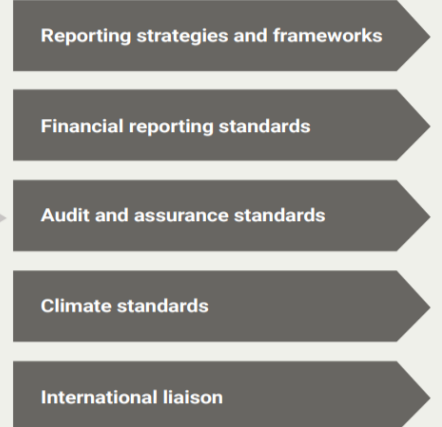 Reporting strategies and frameworks
Financial reporting standards
Audit and assurance standards
Climate standards
International liaison